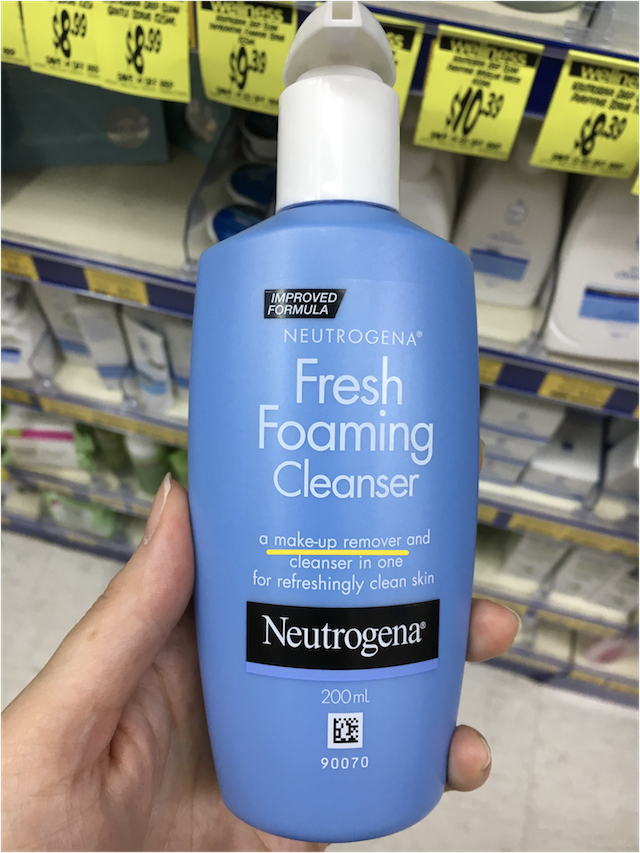 $8.99
$8.99
$9.39
wellness
$10.39
wellness
$8.39
IMPROVED
FORMULA
NEUTROGENA®
Fresh
Foaming
Cleanser
a make-up remover and
cleanser in one
for refreshingly clean skin
Neutrogena®
200mL
90070